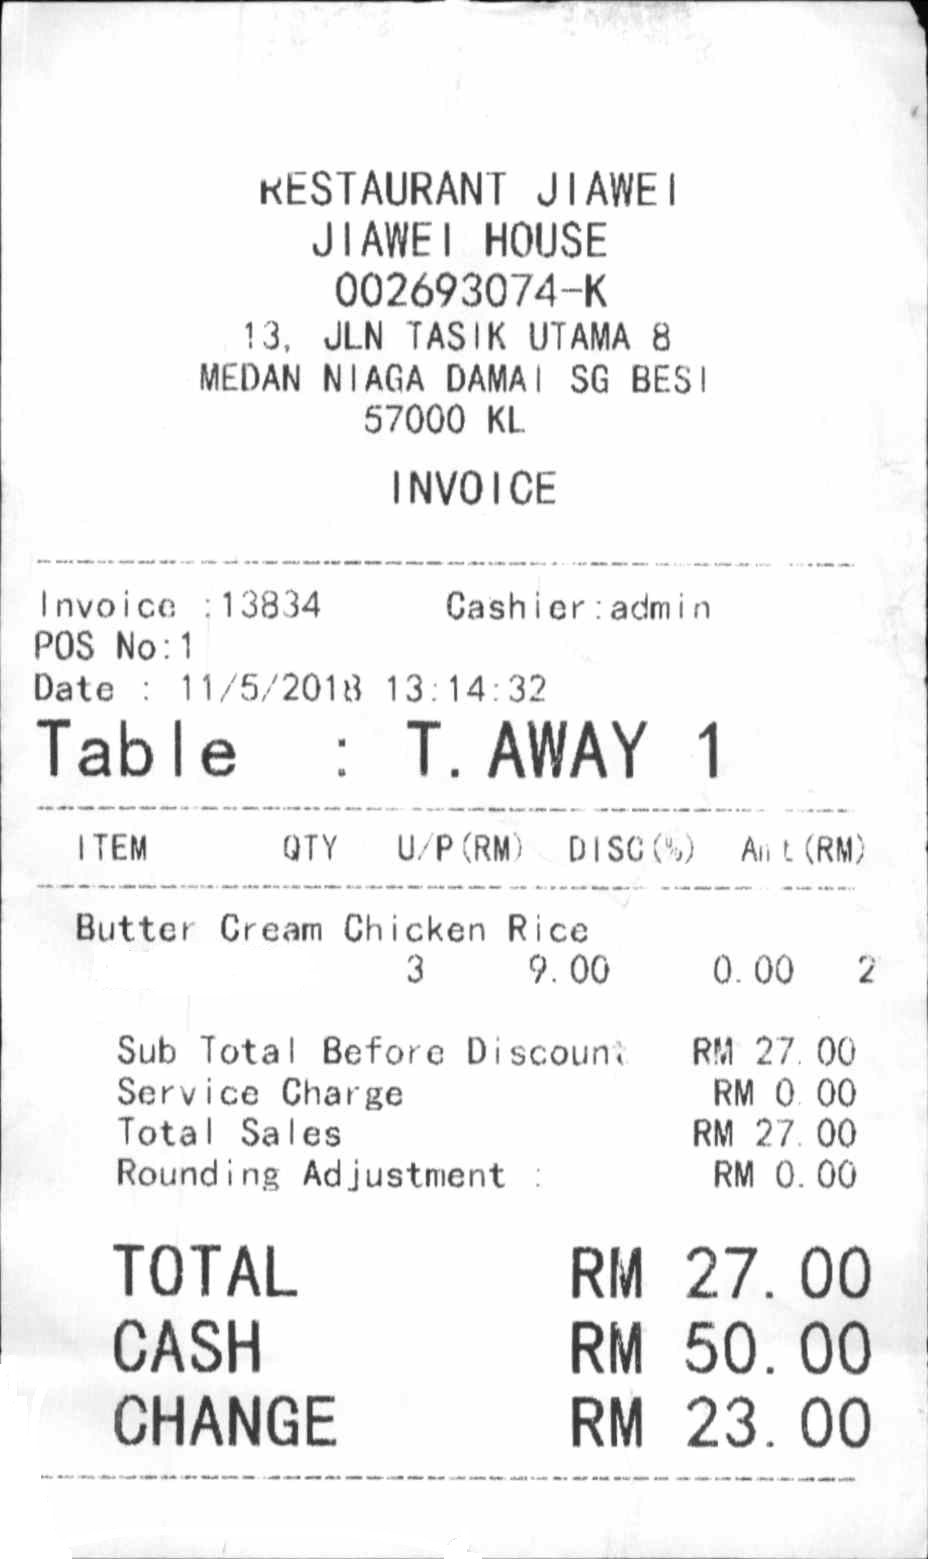 RESTAURANT JIAWEI
JIAWEI HOUSE
002693074-K
13, JLN TASIK UTAMA 8
MEDAN NIAGA DAMAI SG BESI
57000 KL
INVOICE
Invoice :13834 Cashier:admin
POS No:1
Date : 11/5/2018 13:14:32
Table : T. AWAY 1
ITEM QTY U/P(RM) DISC(%) Amt(RM)
Butter Cream Chicken Rice
3 9.00 0.00 2
Sub Total Before Discount RM 27.00
Service Charge RM 0.00
Total Sales RM 27.00
Rounding Adjustment : RM 0.00
TOTAL RM 27.00
CASH RM 50.00
CHANGE RM 23.00